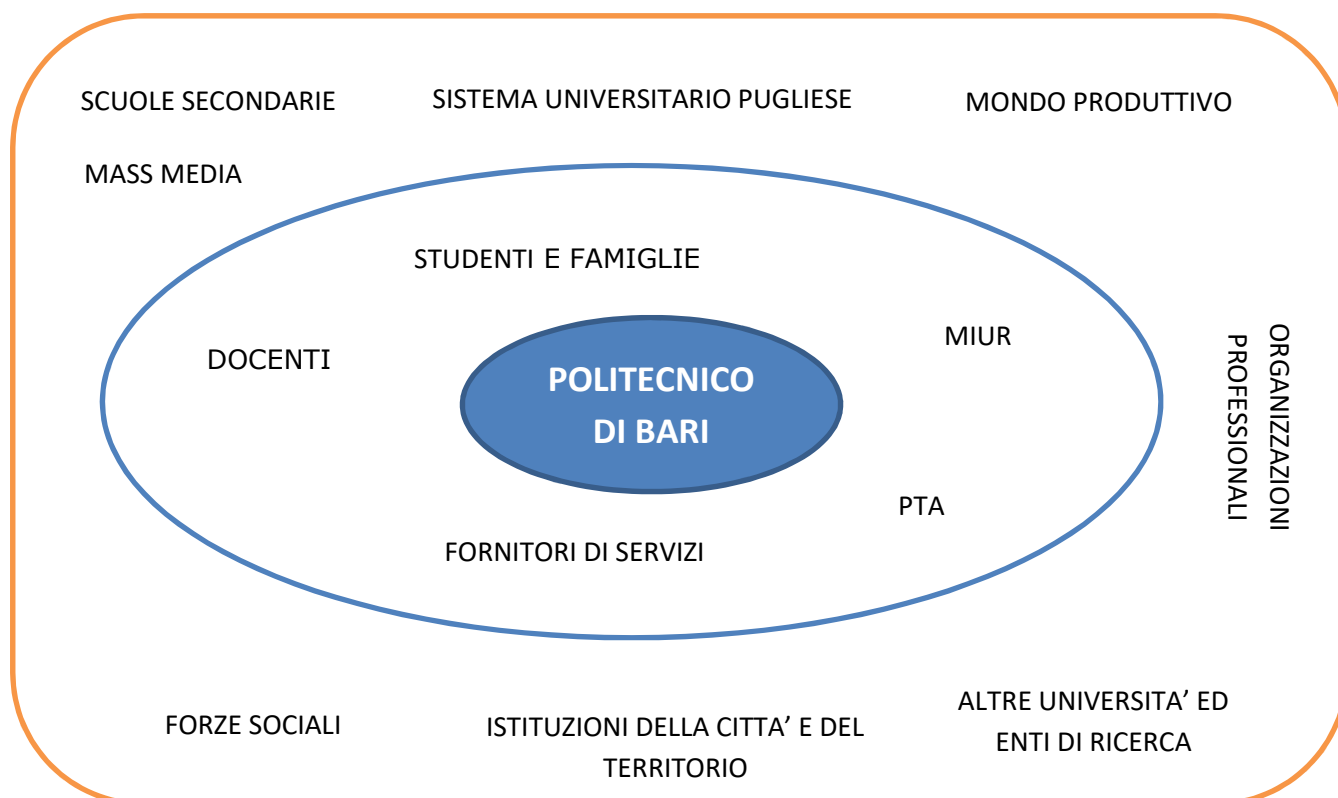 SCUOLE SECONDARIE
SISTEMA UNIVERSITARIO PUGLIESE
MONDO PRODUTTIVO
MASS MEDIA
STUDENTI E FAMIGLIE
DOCENTI
MIUR
POLITECNICO
DI BARI
ORGANIZZAZIONI
PROFESSIONALI
PTA
FORNITORI DI SERVIZI
FORZE SOCIALI
ISTITUZIONI DELLA CITTA’ E DEL
TERRITORIO
ALTRE UNIVERSITA’ ED
ENTI DI RICERCA